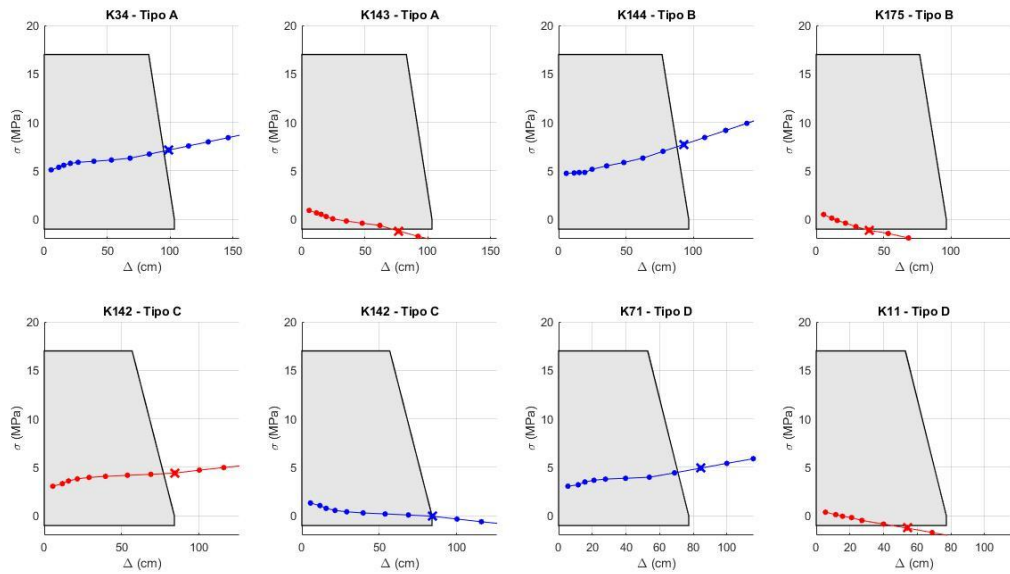 K34 - Tipo A
20
15
10
5
0
σ (MPa)
0 50 100 150
Δ (cm)
K143 - Tipo A
20
15
10
5
0
σ (MPa)
0 50 100 150
Δ (cm)
K144 - Tipo B
20
15
10
5
0
σ (MPa)
0 50 100
Δ (cm)
K175 - Tipo B
20
15
10
5
0
σ (MPa)
0 50 100
Δ (cm)
K142 - Tipo C
20
15
10
5
0
σ (MPa)
0 50 100
Δ (cm)
K142 - Tipo C
20
15
10
5
0
σ (MPa)
0 50 100
Δ (cm)
K71 - Tipo D
20
15
10
5
0
σ (MPa)
0 20 40 60 80 100
Δ (cm)
K11 - Tipo D
20
15
10
5
0
σ (MPa)
0 20 40 60 80 100
Δ (cm)